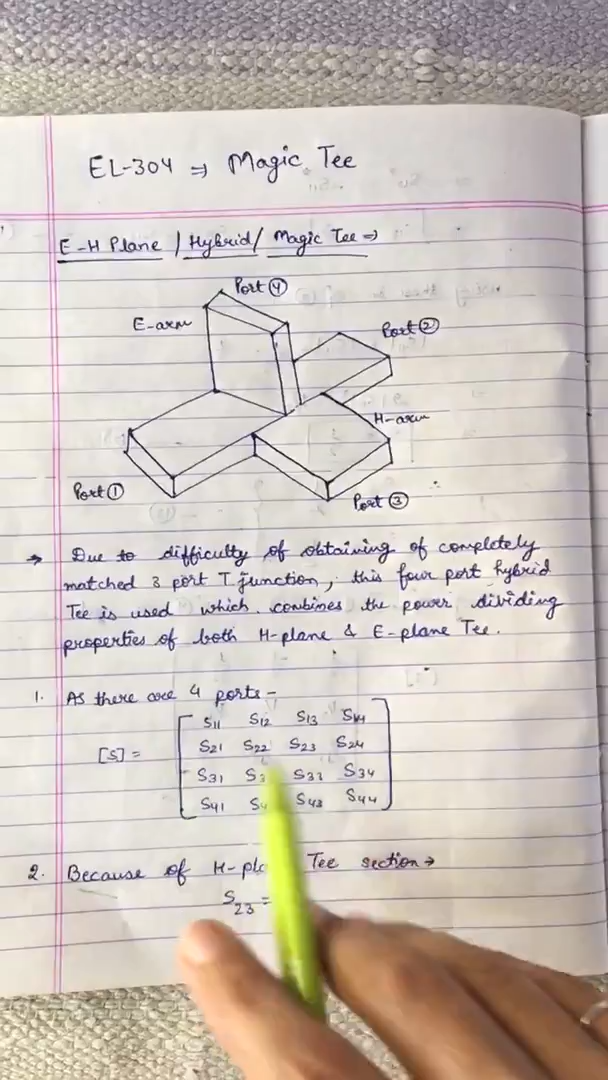 EL-304 ⇒ Magic Tee
E-H Plane / Hybrid / Magic Tee ⇒
Port ④
E-arm
Port ②
H-arm
Port ①
Port ③
→ Due to difficulty of obtaining of completely
matched 3 port T junction, this four port hybrid
Tee is used which combines the power dividing
properties of both H-plane & E-plane Tee.
1. As there are 4 ports -
S11 S12 S13 S14
[S] = S21 S22 S23 S24
S31 S33 S34
S41 S43 S44
2. Because of Tee section →
S23 =